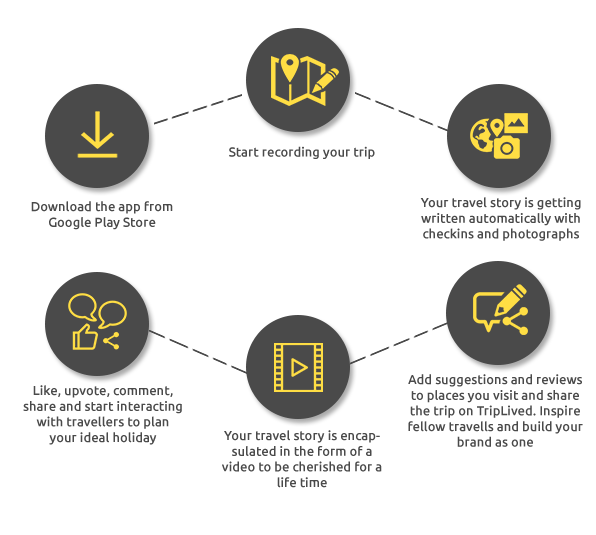 Start recording your trip
Download the app from
Google Play Store
Your travel story is getting
written automatically with
checkins and photographs
Like, upvote, comment,
share and start interacting
with travellers to plan
your ideal holiday
Your travel story is encap-
sulated in the form of a
video to be cherished for a
life time
Add suggestions and reviews
to places you visit and share
the trip on TripLived. Inspire
fellow travells and build your
brand as one